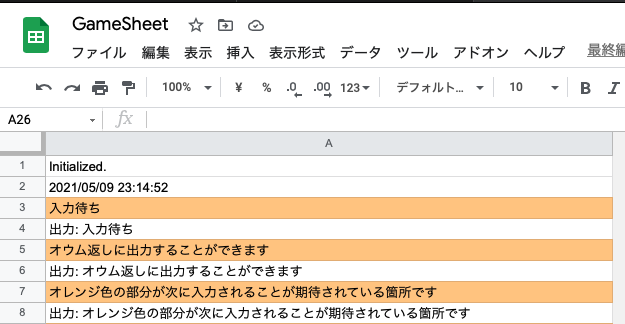 GameSheet
ファイル 編集 表示 挿入 表示形式 データ ツール アドオン ヘルプ 最終編
100% ¥ % .0 .00 123 デフォルト... 10 B I
A26 fx
A
1 Initialized.
2 2021/05/09 23:14:52
3 入力待ち
4 出力: 入力待ち
5 オウム返しに出力することができます
6 出力: オウム返しに出力することができます
7 オレンジ色の部分が次に入力されることが期待されている箇所です
8 出力: オレンジ色の部分が次に入力されることが期待されている箇所です